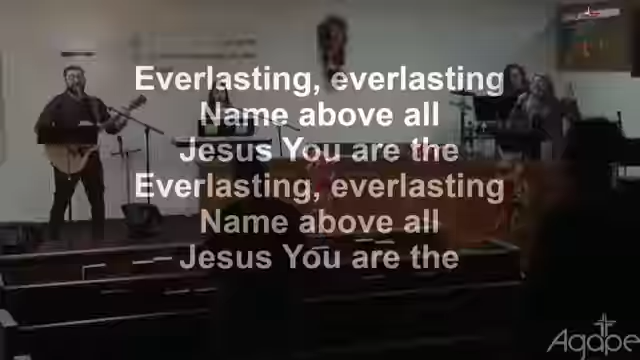 Everlasting, everlasting
Name above all
Jesus You are the
Everlasting, everlasting
Name above all
Jesus You are the
Agape